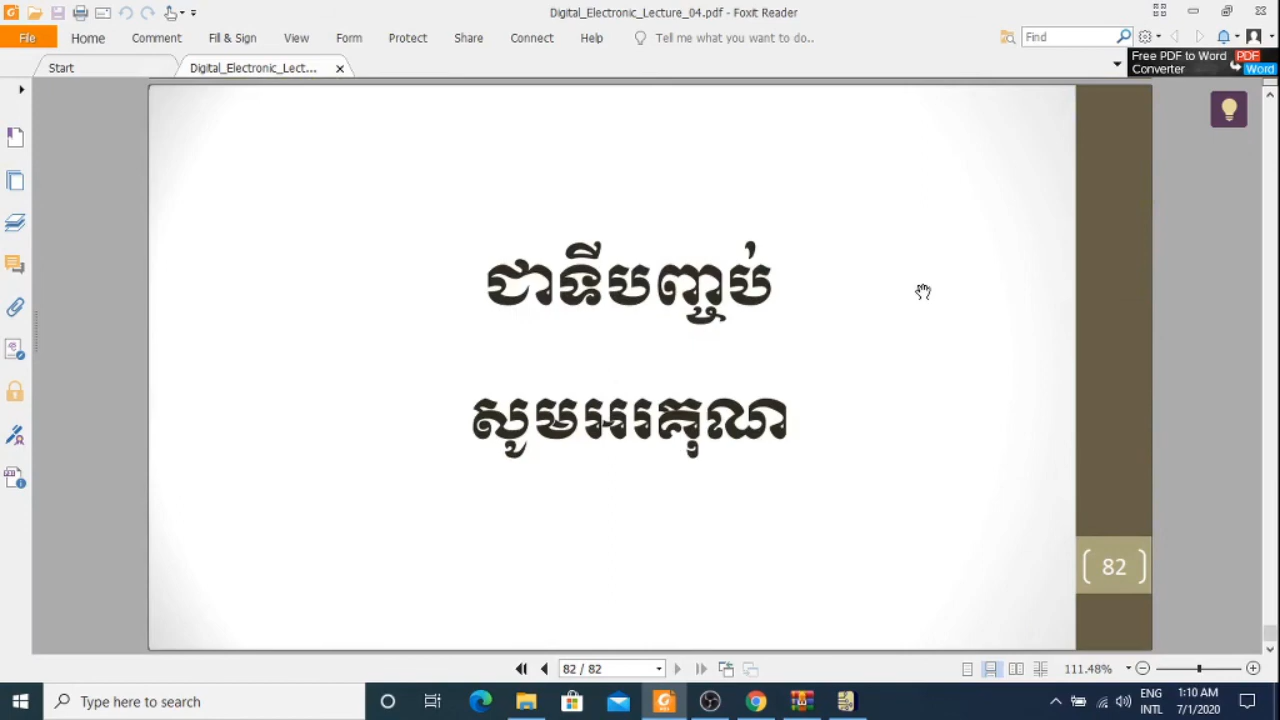 Digital_Electronic_Lecture_04.pdf - Foxit Reader
File Home Comment Fill & Sign View Form Protect Share Connect Help Tell me what you want to do.. Find
Start Digital_Electronic_Lect... Free PDF to Word Converter PDF Word
ជាទីបញ្ចប់
សូមអរគុណ
82
82 / 82 111.48%
Type here to search ENG INTL 1:10 AM 7/1/2020